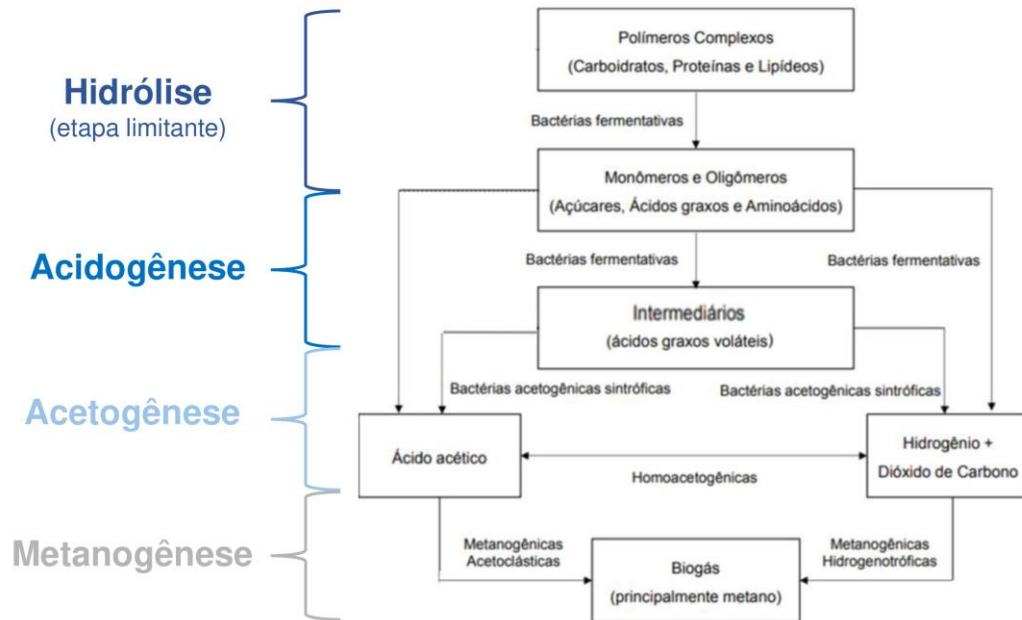 Hidrólise
(etapa limitante)
Acidogênese
Acetogênese
Metanogênese
Polímeros Complexos
(Carboidratos, Proteínas e Lipídeos)
Bactérias fermentativas
Monômeros e Oligômeros
(Açúcares, Ácidos graxos e Aminoácidos)
Bactérias fermentativas
Bactérias fermentativas
Intermediários
(ácidos graxos voláteis)
Bactérias acetogênicas sintróficas
Bactérias acetogênicas sintróficas
Ácido acético
Homoacetogênicas
Hidrogênio +
Dióxido de Carbono
Metanogênicas
Acetoclásticas
Metanogênicas
Hidrogenotróficas
Biogás
(principalmente metano)